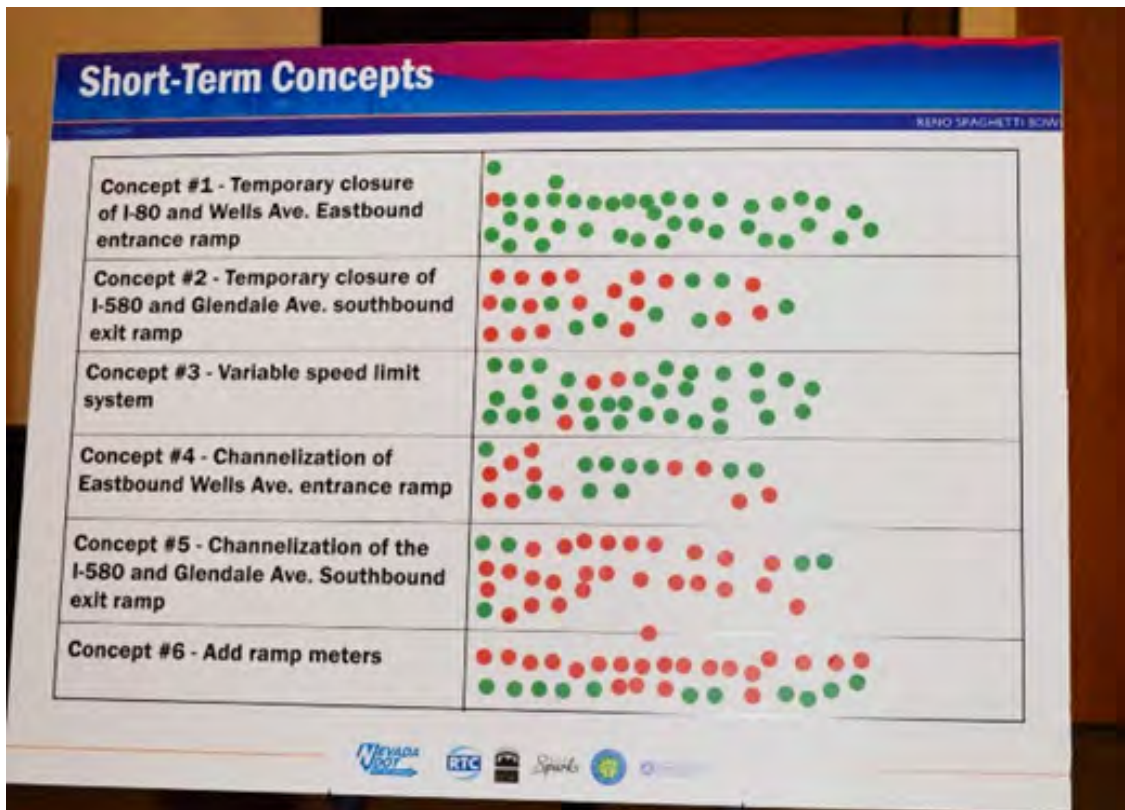 Short-Term Concepts
RENO SPAGHETTI BOWL
Concept #1 - Temporary closure
of I-80 and Wells Ave. Eastbound
entrance ramp
Concept #2 - Temporary closure of
I-580 and Glendale Ave. southbound
exit ramp
Concept #3 - Variable speed limit
system
Concept #4 - Channelization of
Eastbound Wells Ave. entrance ramp
Concept #5 - Channelization of the
I-580 and Glendale Ave. Southbound
exit ramp
Concept #6 - Add ramp meters
NEVADA
DOT
RTC
Sparks